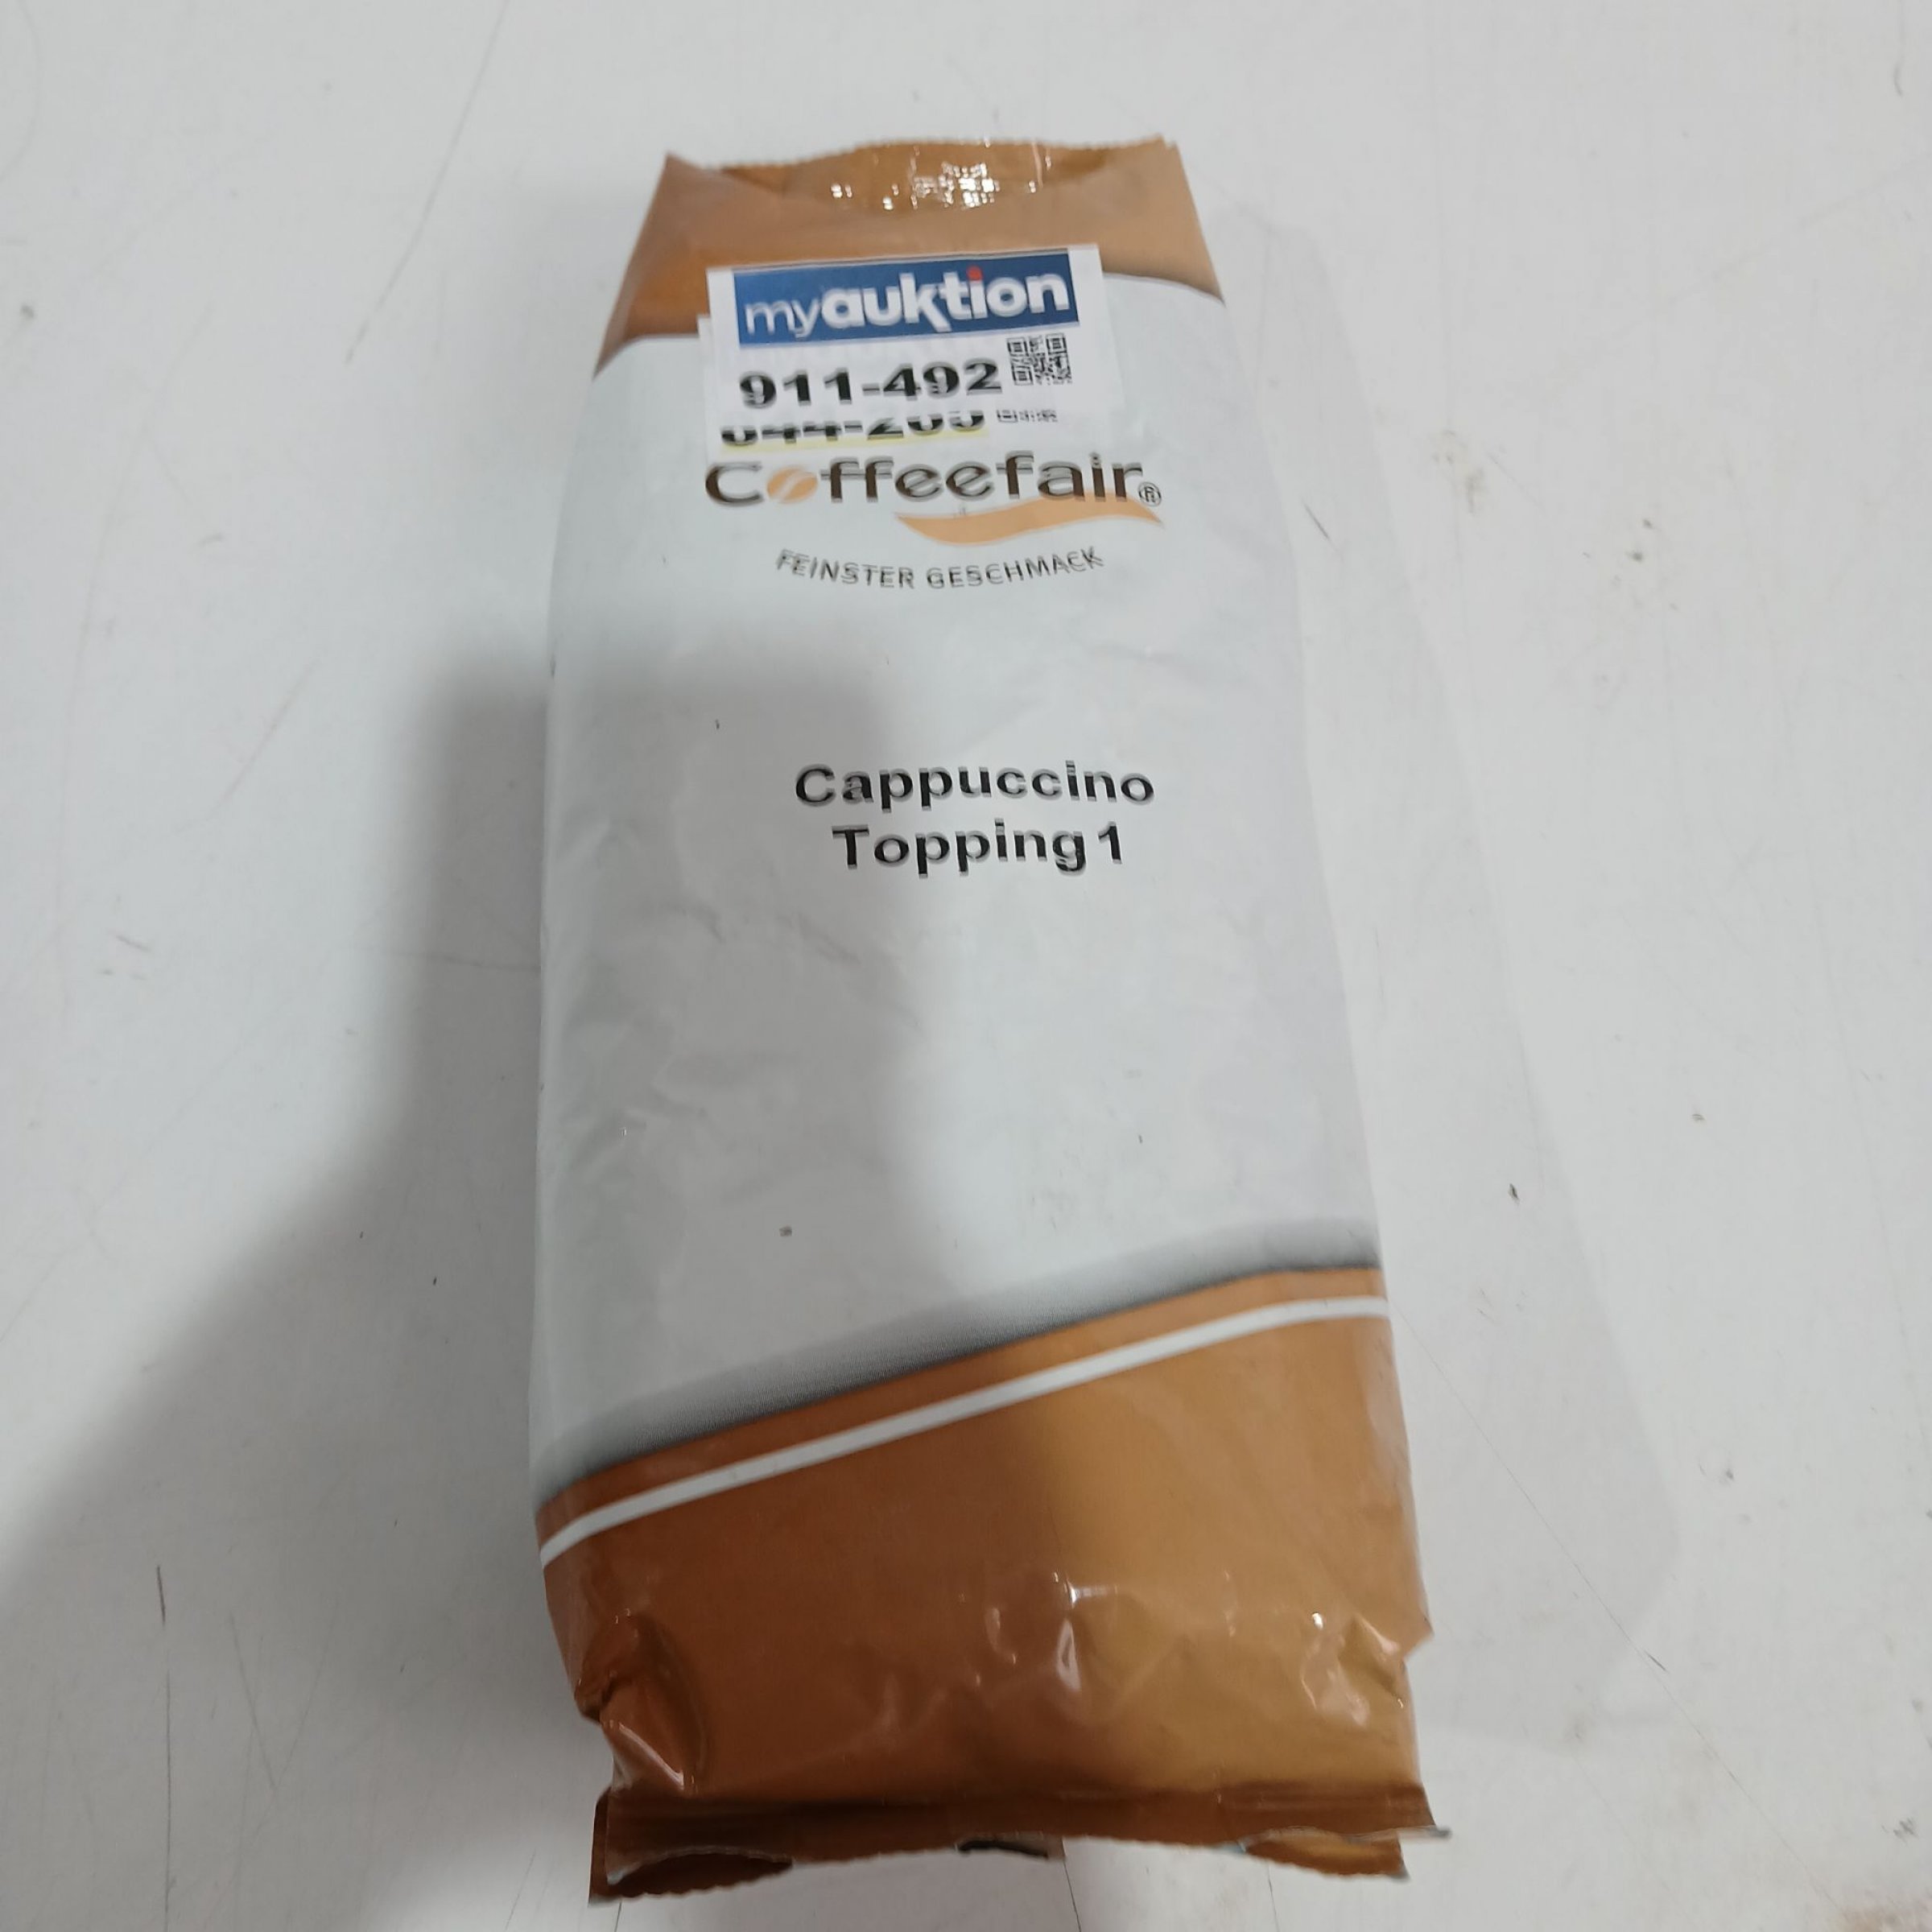 myauktion
911-492
Coffeefair®
FEINSTER GESCHMACK
Cappuccino
Topping 1